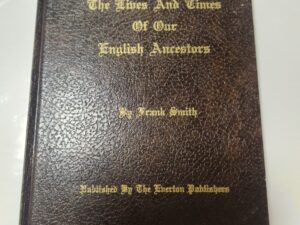 The Lives And Times
Of Our
English Ancestors
By Frank Smith
Published By The Everton Publishers